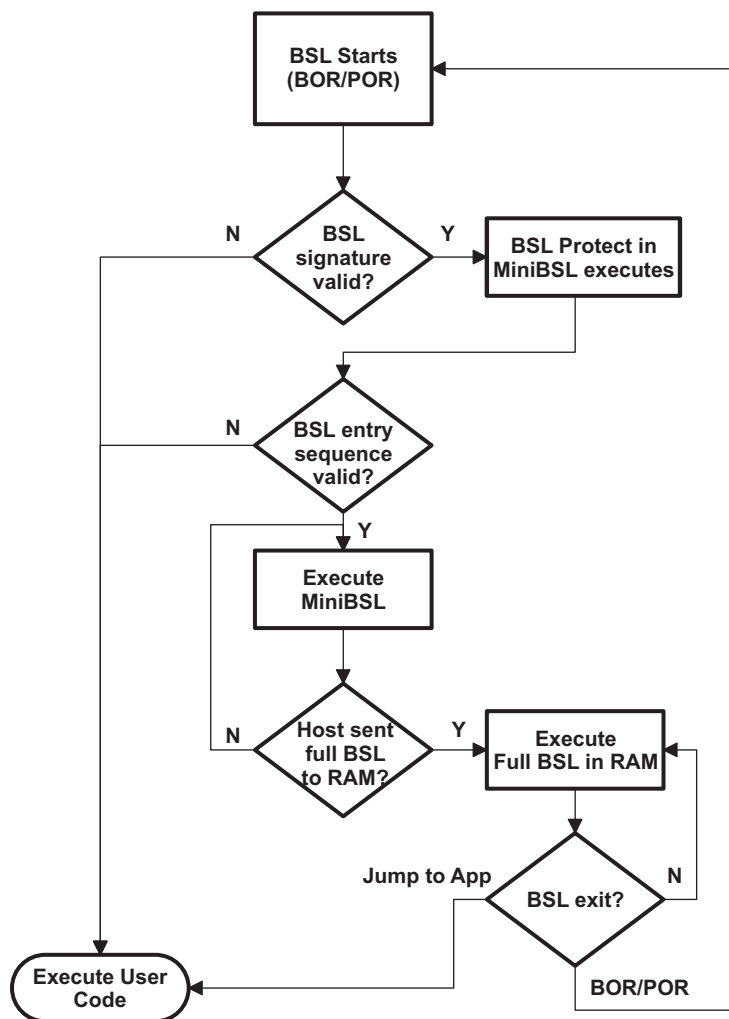 BSL Starts
(BOR/POR)
N
BSL
signature
valid?
Y
BSL Protect in
MiniBSL executes
N
BSL entry
sequence
valid?
Y
Execute
MiniBSL
N
Host sent
full BSL
to RAM?
Y
Execute
Full BSL in RAM
Jump to App
BSL exit?
N
Execute User
Code
BOR/POR